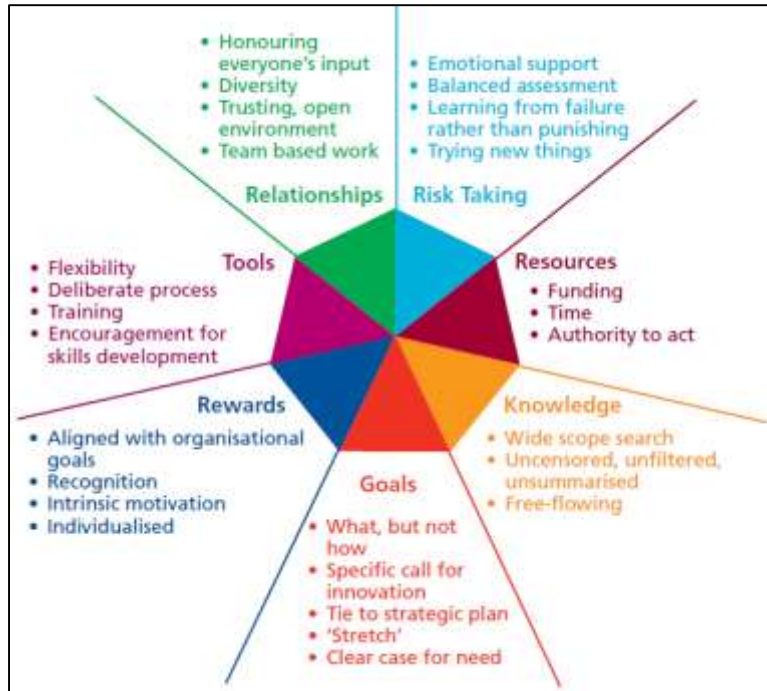 • Honouring
everyone's input
• Diversity
• Trusting, open
environment
• Team based work
Relationships
• Emotional support
• Balanced assessment
• Learning from failure
rather than punishing
• Trying new things
Risk Taking
Tools
• Flexibility
• Deliberate process
• Training
• Encouragement for
skills development
Resources
• Funding
• Time
• Authority to act
Rewards
• Aligned with organisational
goals
• Recognition
• Intrinsic motivation
• Individualised
Knowledge
• Wide scope search
• Uncensored, unfiltered,
unsummarised
• Free-flowing
Goals
• What, but not
how
• Specific call for
innovation
• Tie to strategic plan
• 'Stretch'
• Clear case for need